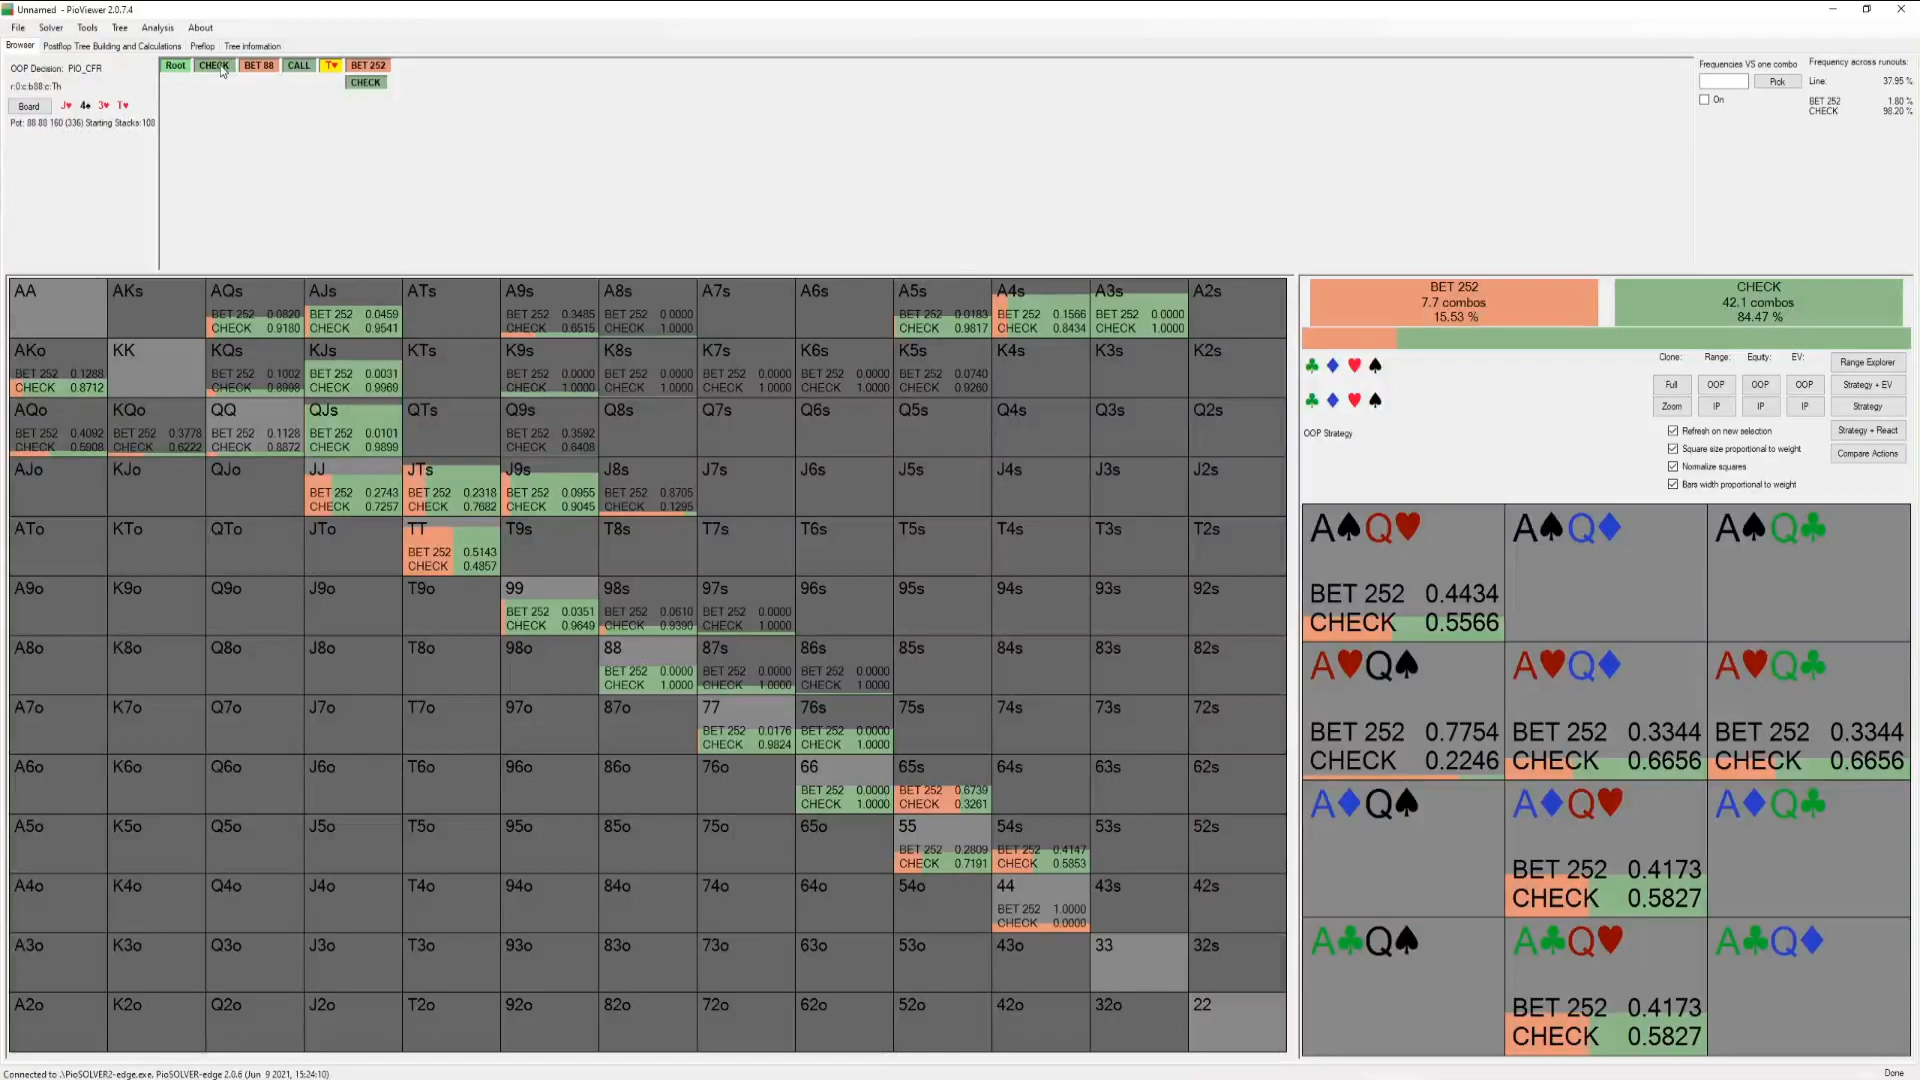 Unnamed - PioViewer 2.0.7.4
File Solver Tools Tree Analysis About
Browser Postflop Tree Building and Calculations Preflop Tree information
OOP Decision: PIO_CFR
r:0:c:b88:c:Th
Board J♥ 4♠ 3♥ T♥
Pot: 88 88 160 (336) Starting Stacks:108
Root CHECK BET 88 CALL T♥ BET 252
CHECK
Frequencies VS one combo
Pick
On
Frequency across runouts:
Line: 37.95 %
BET 252 1.80 %
CHECK 98.20 %
AA AKs AQs AJs ATs A9s A8s A7s A6s A5s A4s A3s A2s
BET 252 0.0820 BET 252 0.0459 BET 252 0.3485 BET 252 0.0000 BET 252 0.0183 BET 252 0.1566 BET 252 0.0000
CHECK 0.9180 CHECK 0.9541 CHECK 0.6515 CHECK 1.0000 CHECK 0.9817 CHECK 0.8434 CHECK 1.0000
AKo KK KQs KJs KTs K9s K8s K7s K6s K5s K4s K3s K2s
BET 252 0.1288 BET 252 0.1002 BET 252 0.0031 BET 252 0.0000 BET 252 0.0000 BET 252 0.0000 BET 252 0.0000 BET 252 0.0740
CHECK 0.8712 CHECK 0.8998 CHECK 0.9969 CHECK 1.0000 CHECK 1.0000 CHECK 1.0000 CHECK 1.0000 CHECK 0.9260
AQo KQo QQ QJs QTs Q9s Q8s Q7s Q6s Q5s Q4s Q3s Q2s
BET 252 0.4092 BET 252 0.3778 BET 252 0.1128 BET 252 0.0101 BET 252 0.3592
CHECK 0.5908 CHECK 0.6222 CHECK 0.8872 CHECK 0.9899 CHECK 0.6408
AJo KJo QJo JJ JTs J9s J8s J7s J6s J5s J4s J3s J2s
BET 252 0.2743 BET 252 0.2318 BET 252 0.0955 BET 252 0.8705
CHECK 0.7257 CHECK 0.7682 CHECK 0.9045 CHECK 0.1295
ATo KTo QTo JTo TT T9s T8s T7s T6s T5s T4s T3s T2s
BET 252 0.5143
CHECK 0.4857
A9o K9o Q9o J9o T9o 99 98s 97s 96s 95s 94s 93s 92s
BET 252 0.0351 BET 252 0.0610 BET 252 0.0000
CHECK 0.9649 CHECK 0.9390 CHECK 1.0000
A8o K8o Q8o J8o T8o 98o 88 87s 86s 85s 84s 83s 82s
BET 252 0.0000 BET 252 0.0000 BET 252 0.0000
CHECK 1.0000 CHECK 1.0000 CHECK 1.0000
A7o K7o Q7o J7o T7o 97o 87o 77 76s 75s 74s 73s 72s
BET 252 0.0176 BET 252 0.0000
CHECK 0.9824 CHECK 1.0000
A6o K6o Q6o J6o T6o 96o 86o 76o 66 65s 64s 63s 62s
BET 252 0.0000 BET 252 0.6739
CHECK 1.0000 CHECK 0.3261
A5o K5o Q5o J5o T5o 95o 85o 75o 65o 55 54s 53s 52s
BET 252 0.2809 BET 252 0.4147
CHECK 0.7191 CHECK 0.5853
A4o K4o Q4o J4o T4o 94o 84o 74o 64o 54o 44 43s 42s
BET 252 1.0000
CHECK 0.0000
A3o K3o Q3o J3o T3o 93o 83o 73o 63o 53o 43o 33 32s
A2o K2o Q2o J2o T2o 92o 82o 72o 62o 52o 42o 32o 22
BET 252 CHECK
7.7 combos 42.1 combos
15.53 % 84.47 %
♣ ♦ ♥ ♠
♣ ♦ ♥ ♠
OOP Strategy
Clone: Range: Equity: EV: Range Explorer
Full OOP OOP OOP Strategy + EV
Zoom IP IP IP Strategy
Refresh on new selection Strategy + React
Square size proportional to weight Compare Actions
Normalize squares
Bars width proportional to weight
A♠Q♥ A♠Q♦ A♠Q♣
BET 252 0.4434
CHECK 0.5566
A♥Q♠ A♥Q♦ A♥Q♣
BET 252 0.7754 BET 252 0.3344 BET 252 0.3344
CHECK 0.2246 CHECK 0.6656 CHECK 0.6656
A♦Q♠ A♦Q♥ A♦Q♣
BET 252 0.4173
CHECK 0.5827
A♣Q♠ A♣Q♥ A♣Q♦
BET 252 0.4173
CHECK 0.5827
Connected to .\PioSOLVER2-edge.exe. PioSOLVER-edge 2.0.6 (Jun 9 2021, 15:24:10)
Done